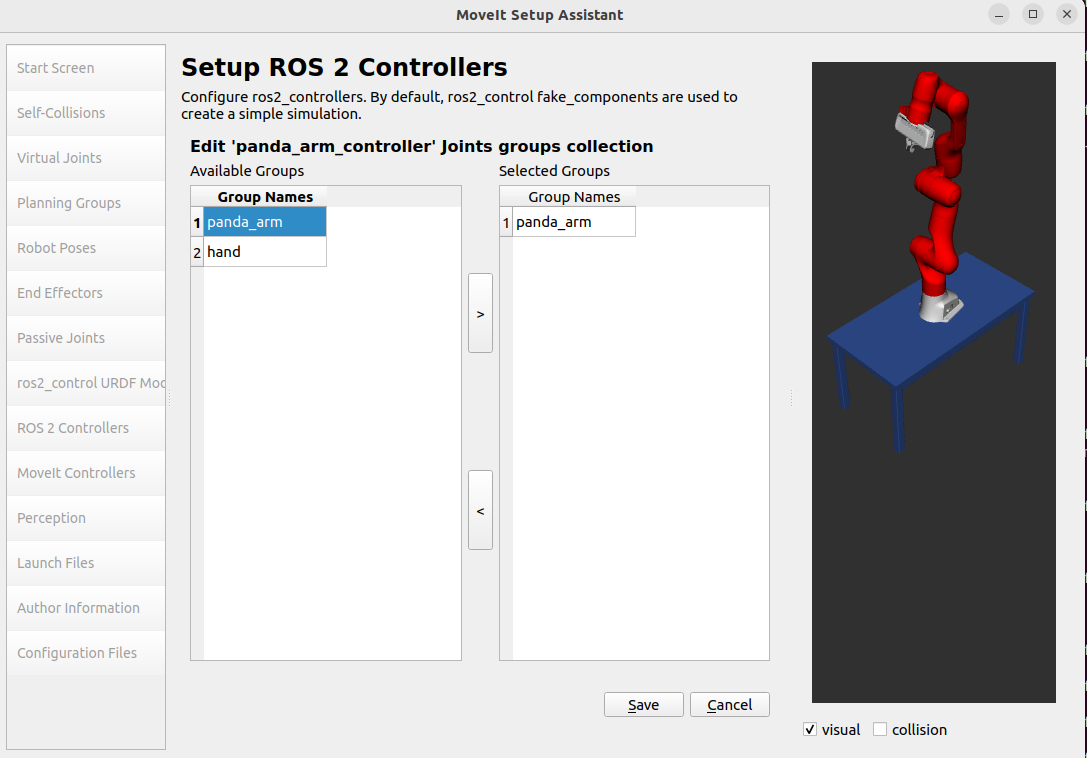 MoveIt Setup Assistant
Start Screen
Self-Collisions
Virtual Joints
Planning Groups
Robot Poses
End Effectors
Passive Joints
ros2_control URDF Moc
ROS 2 Controllers
MoveIt Controllers
Perception
Launch Files
Author Information
Configuration Files
Setup ROS 2 Controllers
Configure ros2_controllers. By default, ros2_control fake_components are used to
create a simple simulation.
Edit 'panda_arm_controller' Joints groups collection
Available Groups
Group Names
1 panda_arm
2 hand
>
<
Selected Groups
Group Names
1 panda_arm
Save
Cancel
visual
collision